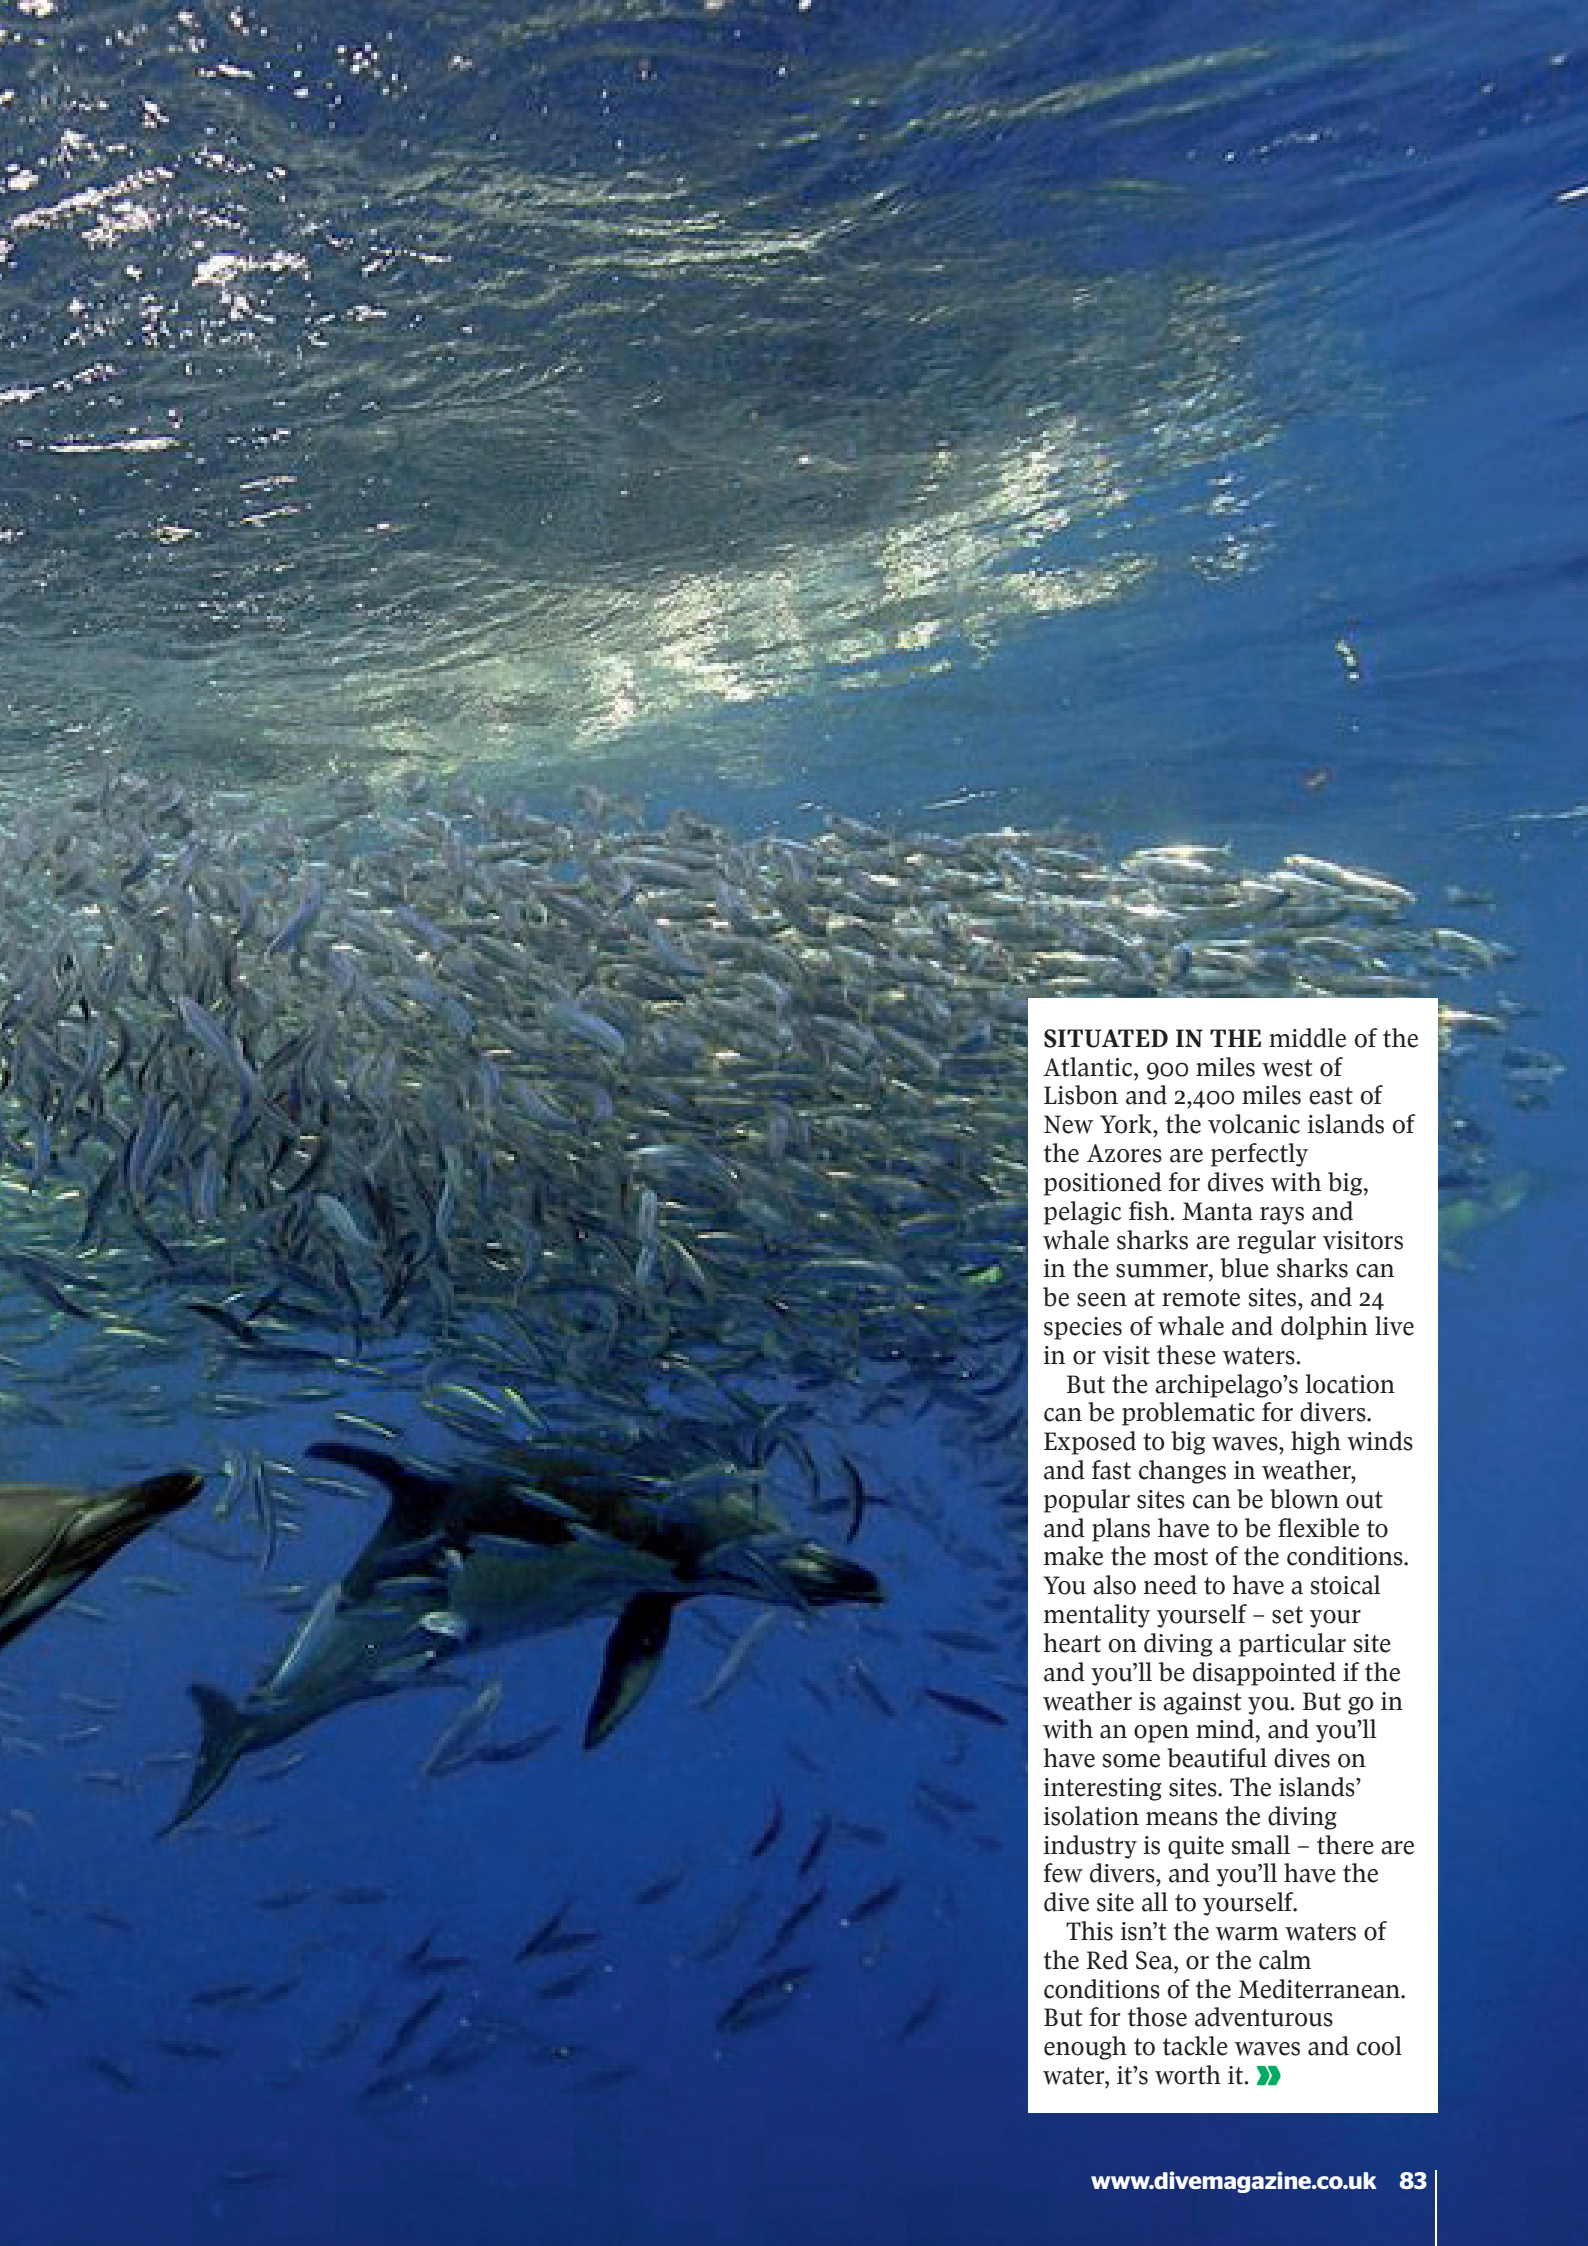 SITUATED IN THE middle of the
Atlantic, 900 miles west of
Lisbon and 2,400 miles east of
New York, the volcanic islands of
the Azores are perfectly
positioned for dives with big,
pelagic fish. Manta rays and
whale sharks are regular visitors
in the summer, blue sharks can
be seen at remote sites, and 24
species of whale and dolphin live
in or visit these waters.
But the archipelago’s location
can be problematic for divers.
Exposed to big waves, high winds
and fast changes in weather,
popular sites can be blown out
and plans have to be flexible to
make the most of the conditions.
You also need to have a stoical
mentality yourself – set your
heart on diving a particular site
and you’ll be disappointed if the
weather is against you. But go in
with an open mind, and you’ll
have some beautiful dives on
interesting sites. The islands’
isolation means the diving
industry is quite small – there are
few divers, and you’ll have the
dive site all to yourself.
This isn’t the warm waters of
the Red Sea, or the calm
conditions of the Mediterranean.
But for those adventurous
enough to tackle waves and cool
water, it’s worth it.
www.divemagazine.co.uk 83